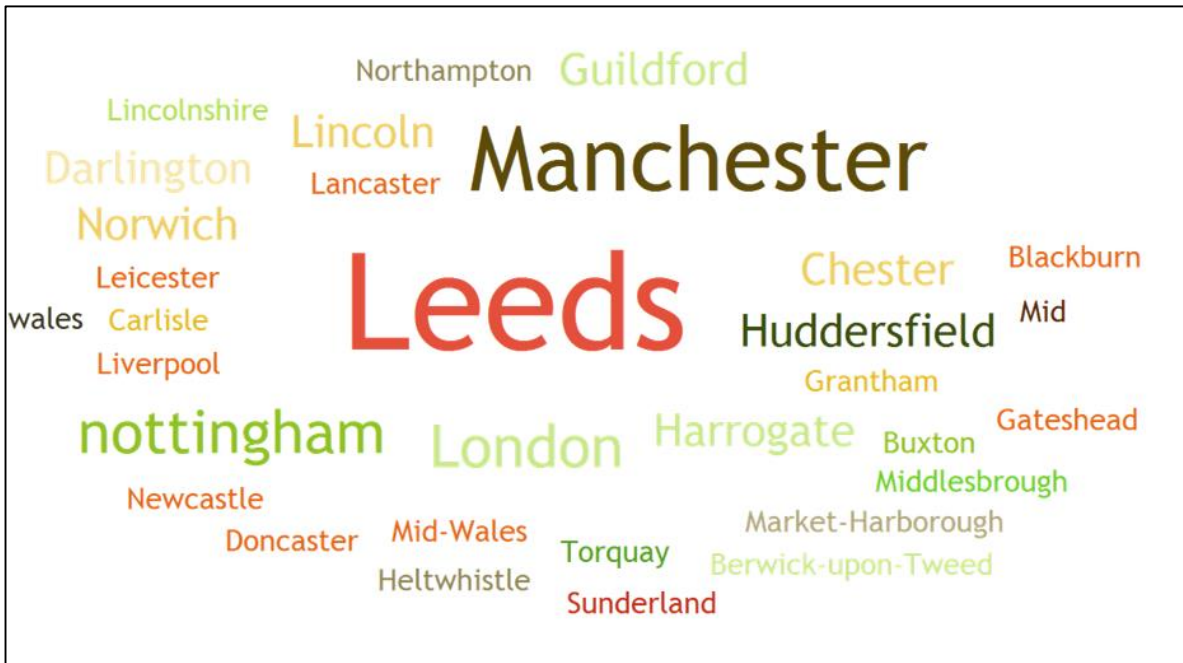 Northampton Guildford
Lincolnshire
Lincoln
Manchester
Darlington
Lancaster
Norwich
Leeds
Chester
Blackburn
Leicester
wales
Carlisle
Mid
Huddersfield
Liverpool
Grantham
nottingham
London
Harrogate
Gateshead
Buxton
Middlesbrough
Newcastle
Market-Harborough
Doncaster
Mid-Wales
Torquay
Berwick-upon-Tweed
Heltwhistle
Sunderland